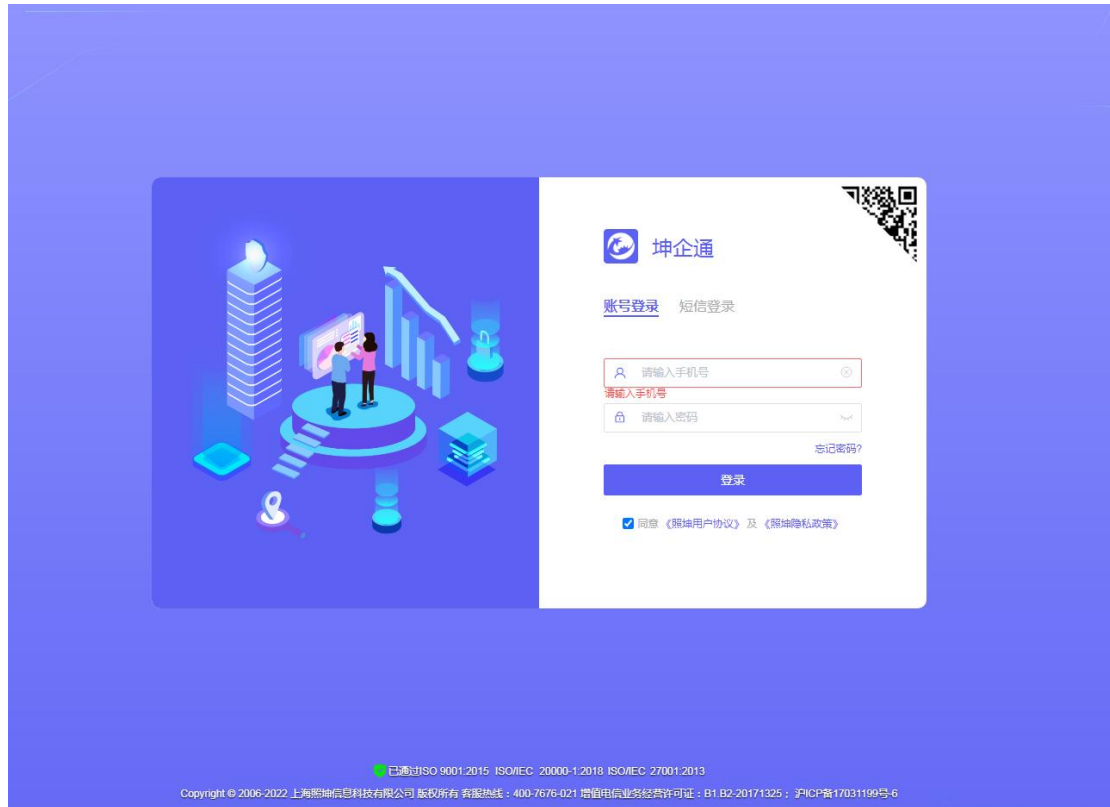 坤企通
账号登录 短信登录
请输入手机号
请输入手机号
请输入密码
忘记密码?
登录
同意 《照坤用户协议》 及 《照坤隐私政策》
已通过ISO 9001:2015 ISO/IEC 20000-1:2018 ISO/IEC 27001:2013
Copyright © 2006-2022 上海照坤信息科技有限公司 版权所有 客服热线：400-7676-021 增值电信业务经营许可证：B1.B2-20171325； 沪ICP备17031199号-6